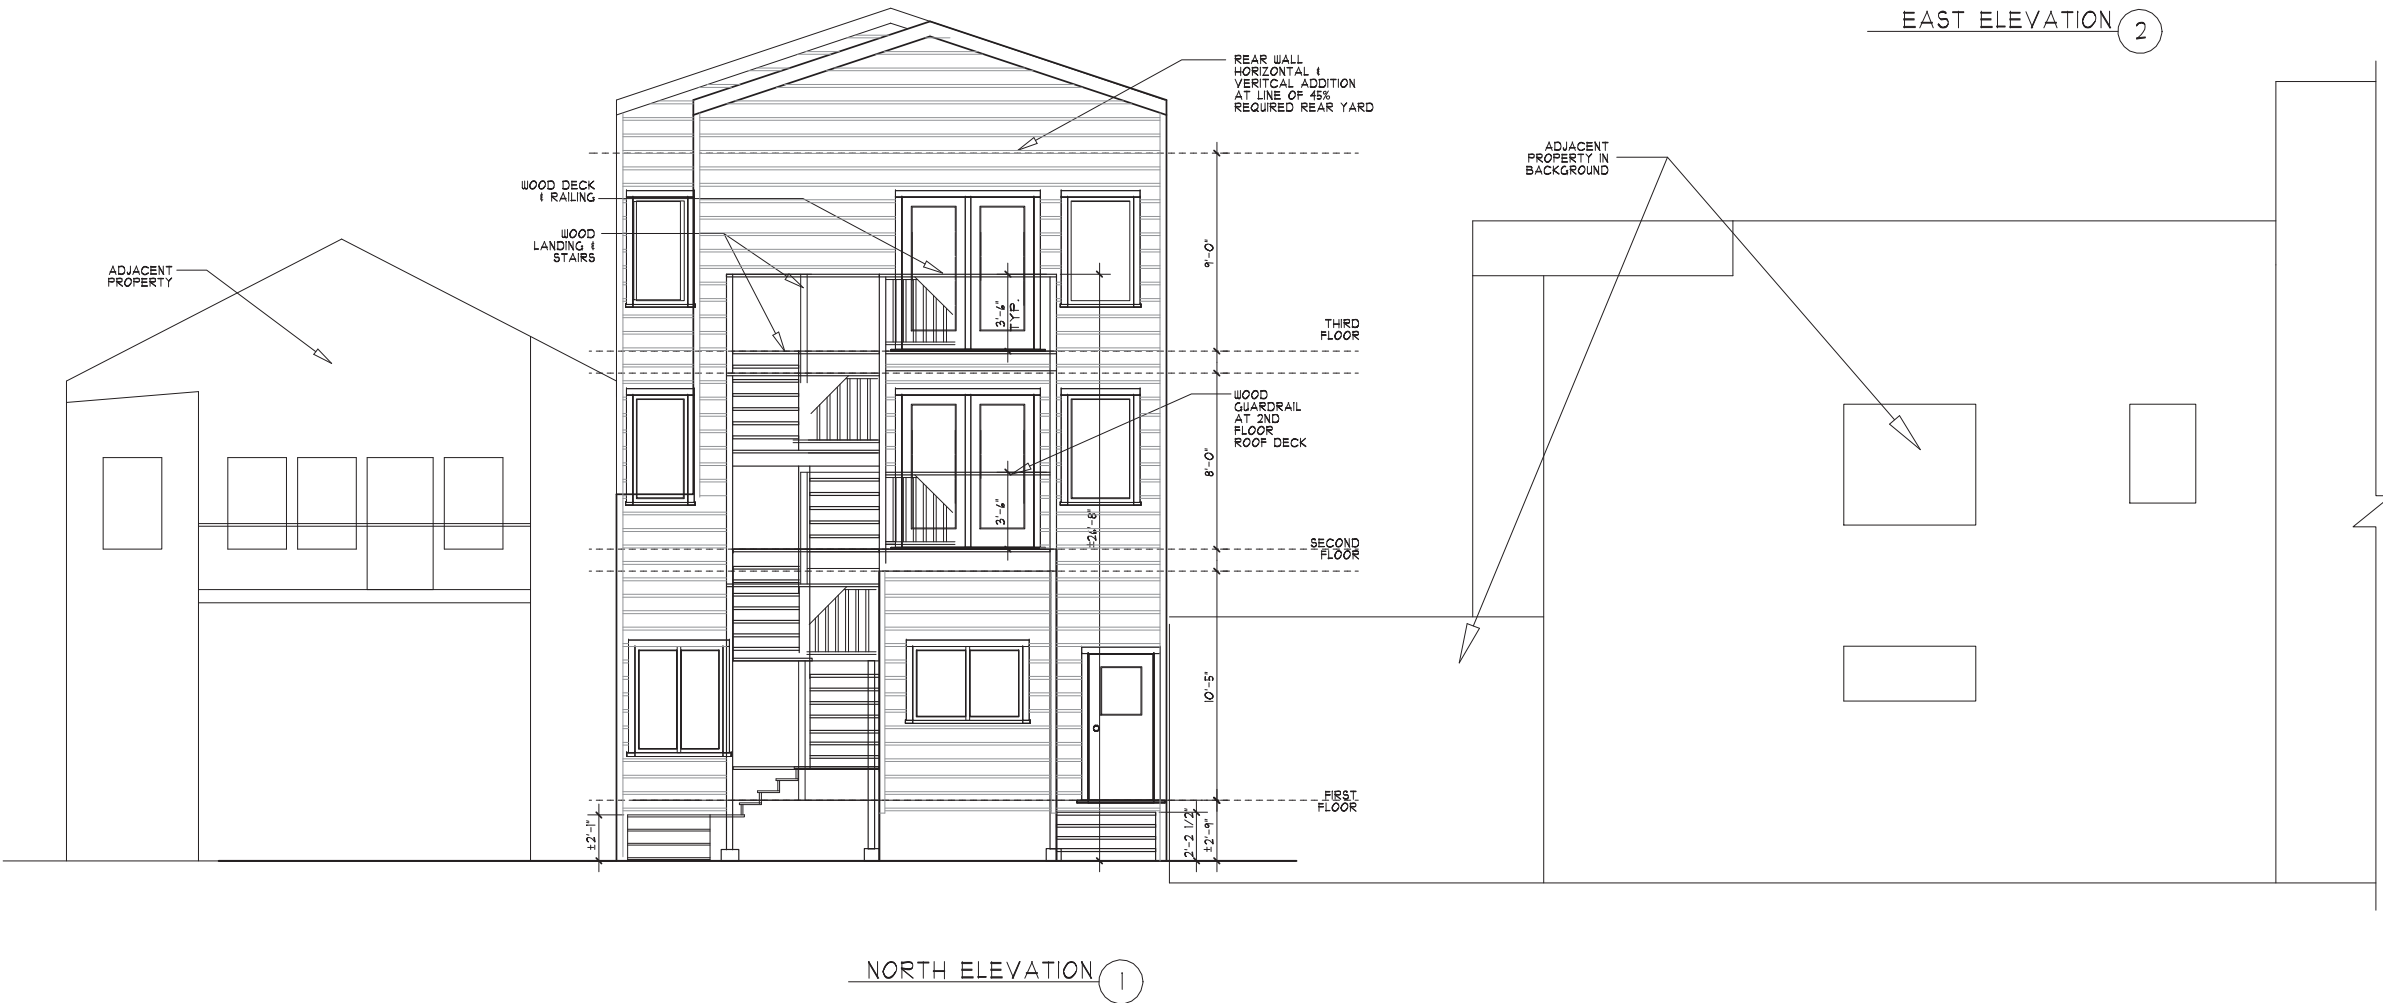 EAST ELEVATION 2
REAR WALL
HORIZONTAL &
VERITCAL ADDITION
AT LINE OF 45%
REQUIRED REAR YARD
ADJACENT
PROPERTY IN
BACKGROUND
WOOD DECK
& RAILING
WOOD
LANDING &
STAIRS
ADJACENT
PROPERTY
9'-0"
3'-6"
TYP.
THIRD
FLOOR
WOOD
GUARDRAIL
AT 2ND
FLOOR
ROOF DECK
8'-0"
3'-6"
±26'-8"
SECOND
FLOOR
10'-5"
FIRST
FLOOR
±2'-1"
2'-2 1/2"
±2'-9"
NORTH ELEVATION 1